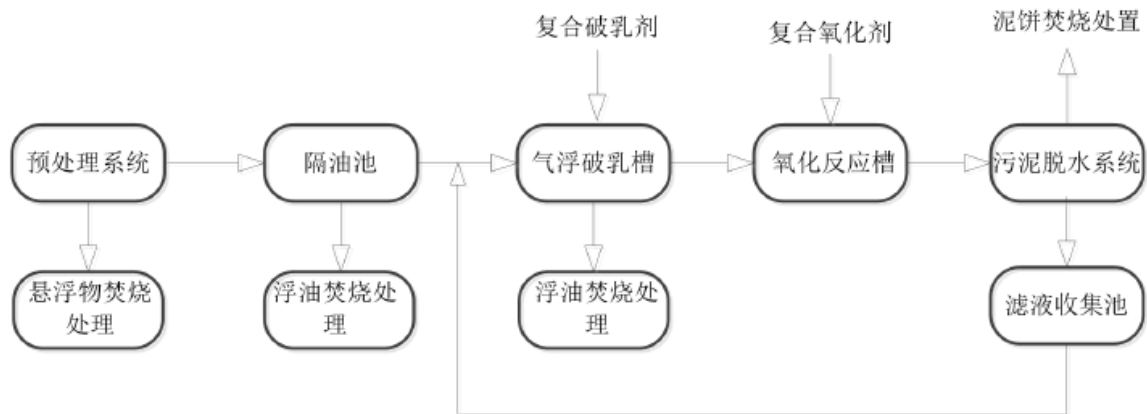 复合破乳剂
复合氧化剂
泥饼焚烧处置
预处理系统
隔油池
气浮破乳槽
氧化反应槽
污泥脱水系统
悬浮物焚烧
处理
浮油焚烧处
理
浮油焚烧处
理
滤液收集池